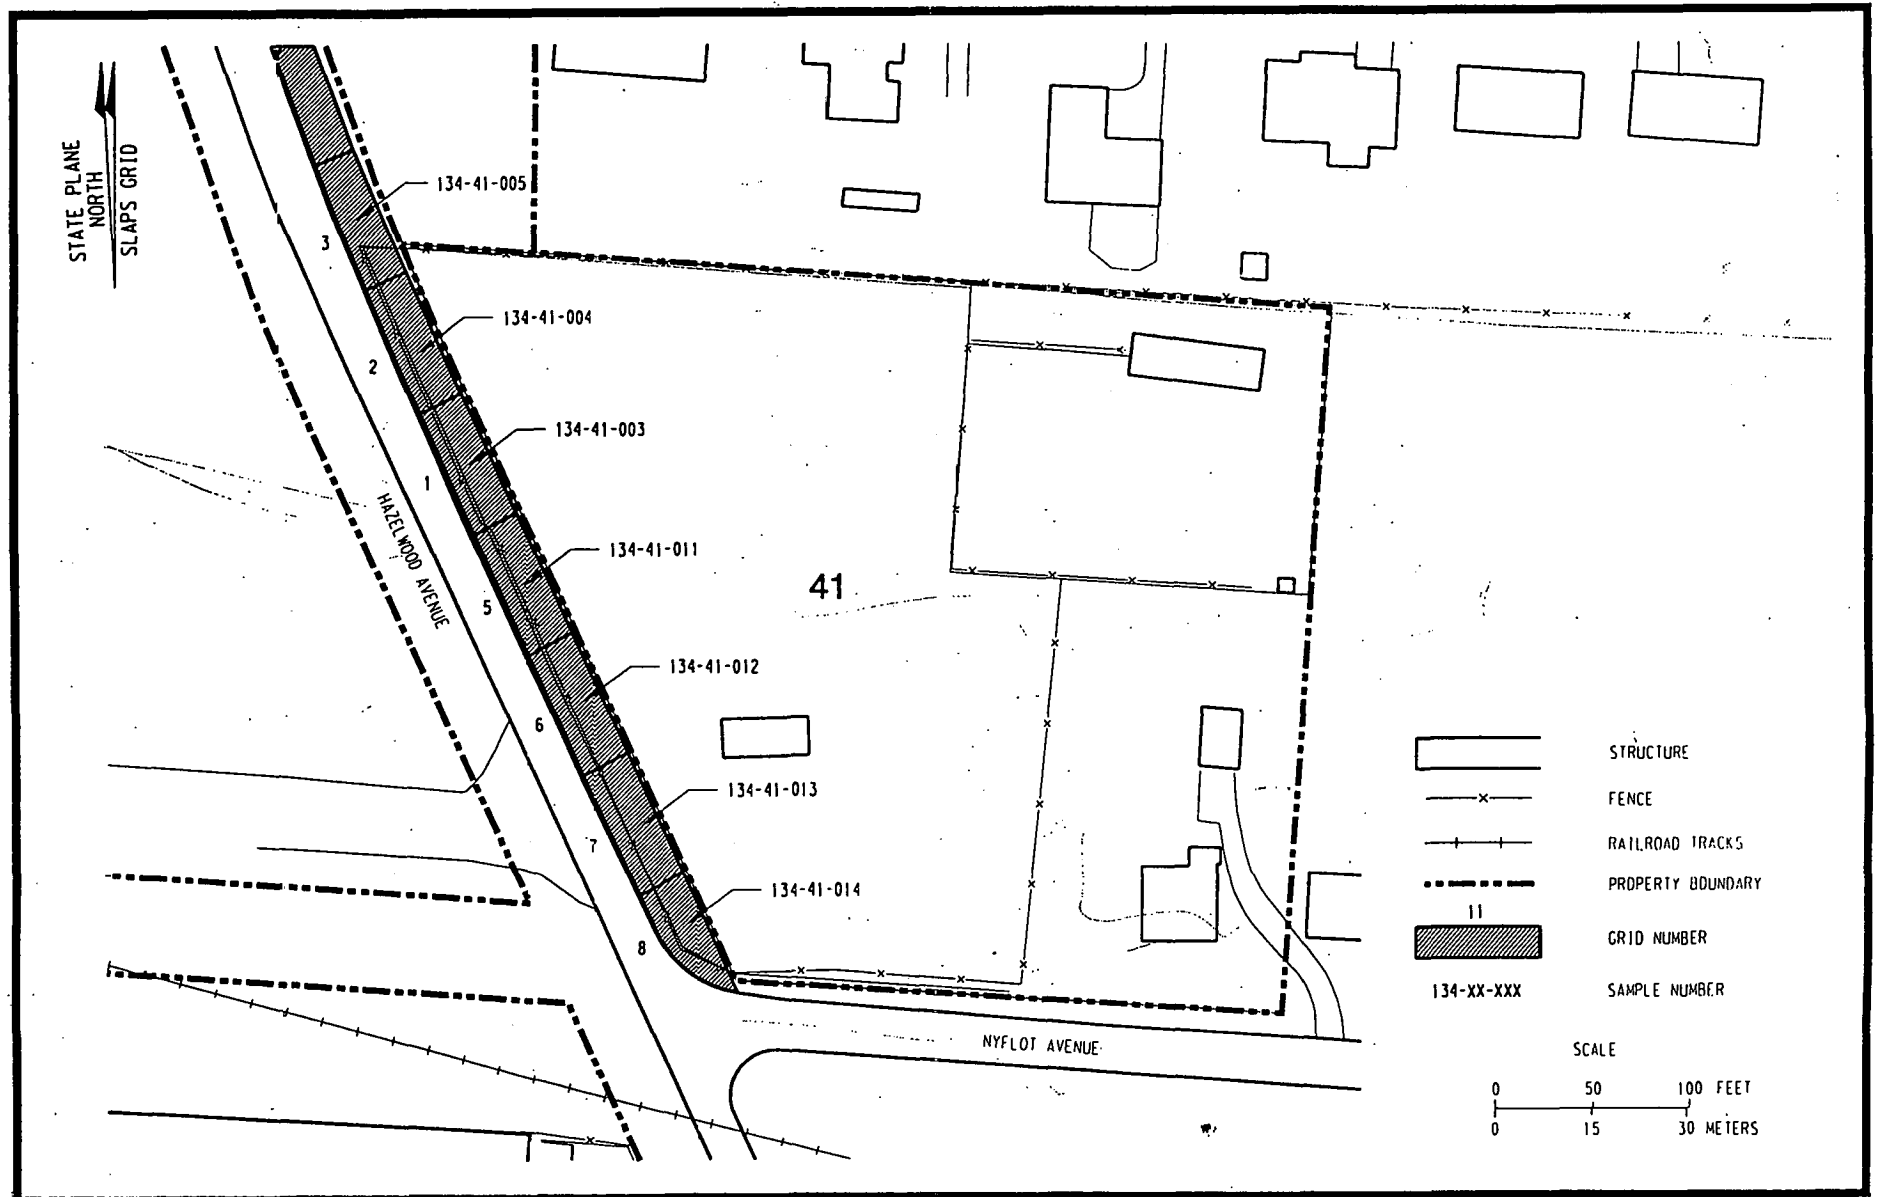 STATE PLANE
NORTH
SLAPS GRID
134-41-005
3
134-41-004
2
134-41-003
1
HAZELWOOD AVENUE
134-41-011
41
5
134-41-012
6
134-41-013
7
134-41-014
8
NYFLOT AVENUE
STRUCTURE
FENCE
RAILROAD TRACKS
PROPERTY BOUNDARY
11
GRID NUMBER
134-XX-XXX
SAMPLE NUMBER
SCALE
0 50 100 FEET
0 15 30 METERS